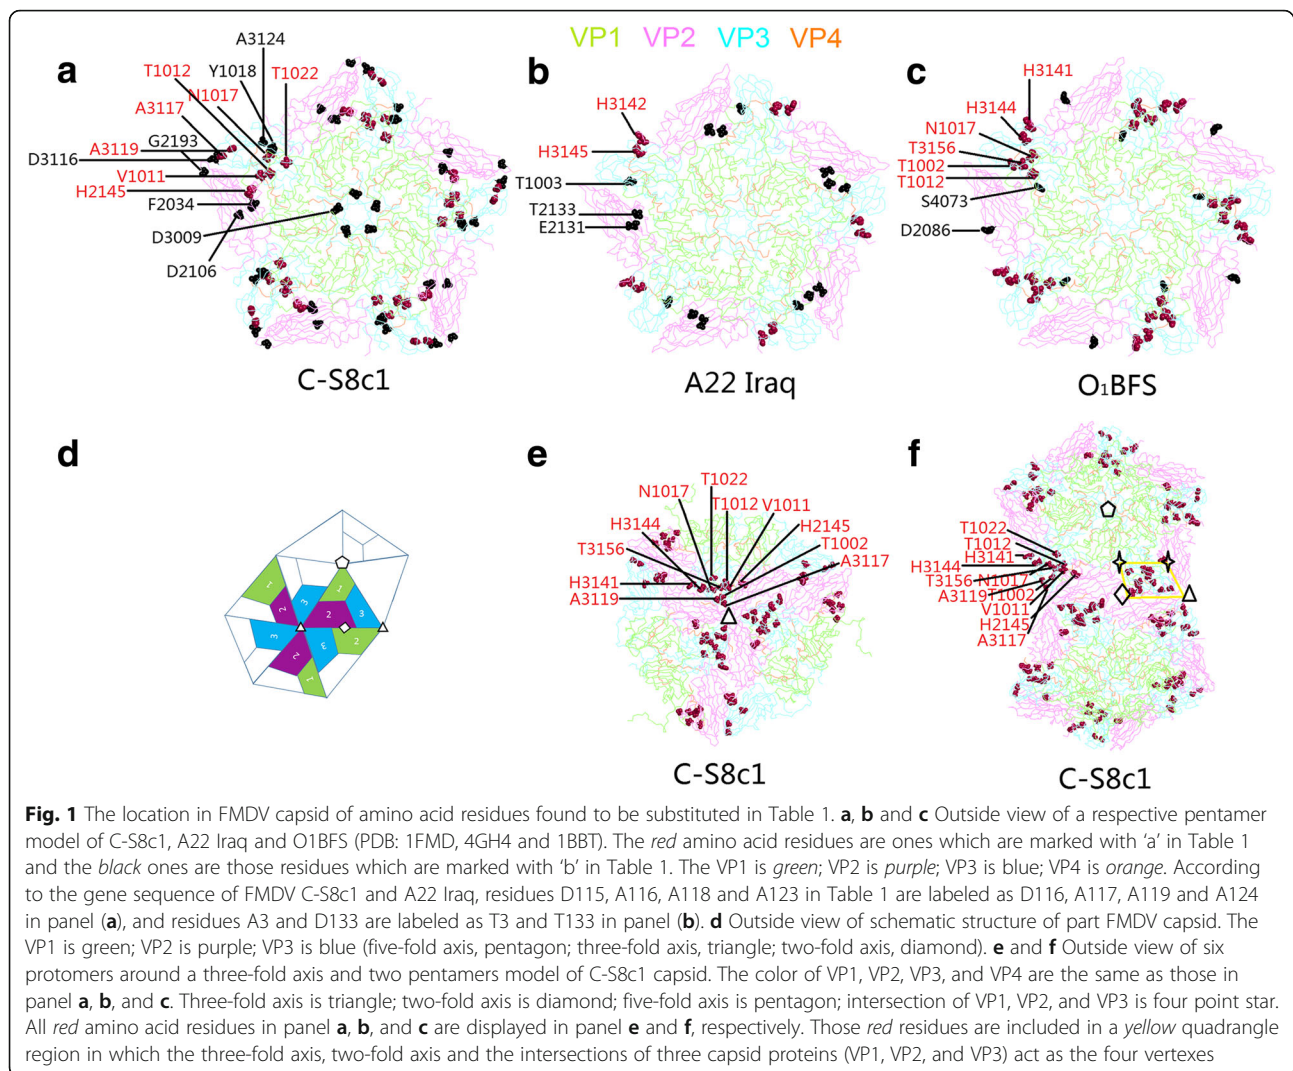 VP1 VP2 VP3 VP4
a
A3124
T1012
Y1018
T1022
N1017
A3117
G2193
A3119
D3116
V1011
H2145
F2034
D3009
D2106
C-S8c1
b
H3142
H3145
T1003
T2133
E2131
A22 Iraq
c
H3141
H3144
N1017
T3156
T1002
T1012
S4073
D2086
O1BFS
d
1
1
2
3
2
3
3
2
3
2
1
e
T1022
N1017
T1012
V1011
H3144
H2145
T3156
T1002
A3117
H3141
A3119
C-S8c1
f
T1022
T1012
H3141
H3144
T3156
N1017
A3119
T1002
V1011
H2145
A3117
C-S8c1
Fig. 1 The location in FMDV capsid of amino acid residues found to be substituted in Table 1. a, b and c Outside view of a respective pentamer
model of C-S8c1, A22 Iraq and O1BFS (PDB: 1FMD, 4GH4 and 1BBT). The red amino acid residues are ones which are marked with ‘a’ in Table 1
and the black ones are those residues which are marked with ‘b’ in Table 1. The VP1 is green; VP2 is purple; VP3 is blue; VP4 is orange. According
to the gene sequence of FMDV C-S8c1 and A22 Iraq, residues D115, A116, A118 and A123 in Table 1 are labeled as D116, A117, A119 and A124
in panel (a), and residues A3 and D133 are labeled as T3 and T133 in panel (b). d Outside view of schematic structure of part FMDV capsid. The
VP1 is green; VP2 is purple; VP3 is blue (five-fold axis, pentagon; three-fold axis, triangle; two-fold axis, diamond). e and f Outside view of six
protomers around a three-fold axis and two pentamers model of C-S8c1 capsid. The color of VP1, VP2, VP3, and VP4 are the same as those in
panel a, b, and c. Three-fold axis is triangle; two-fold axis is diamond; five-fold axis is pentagon; intersection of VP1, VP2, and VP3 is four point star.
All red amino acid residues in panel a, b, and c are displayed in panel e and f, respectively. Those red residues are included in a yellow quadrangle
region in which the three-fold axis, two-fold axis and the intersections of three capsid proteins (VP1, VP2, and VP3) act as the four vertexes